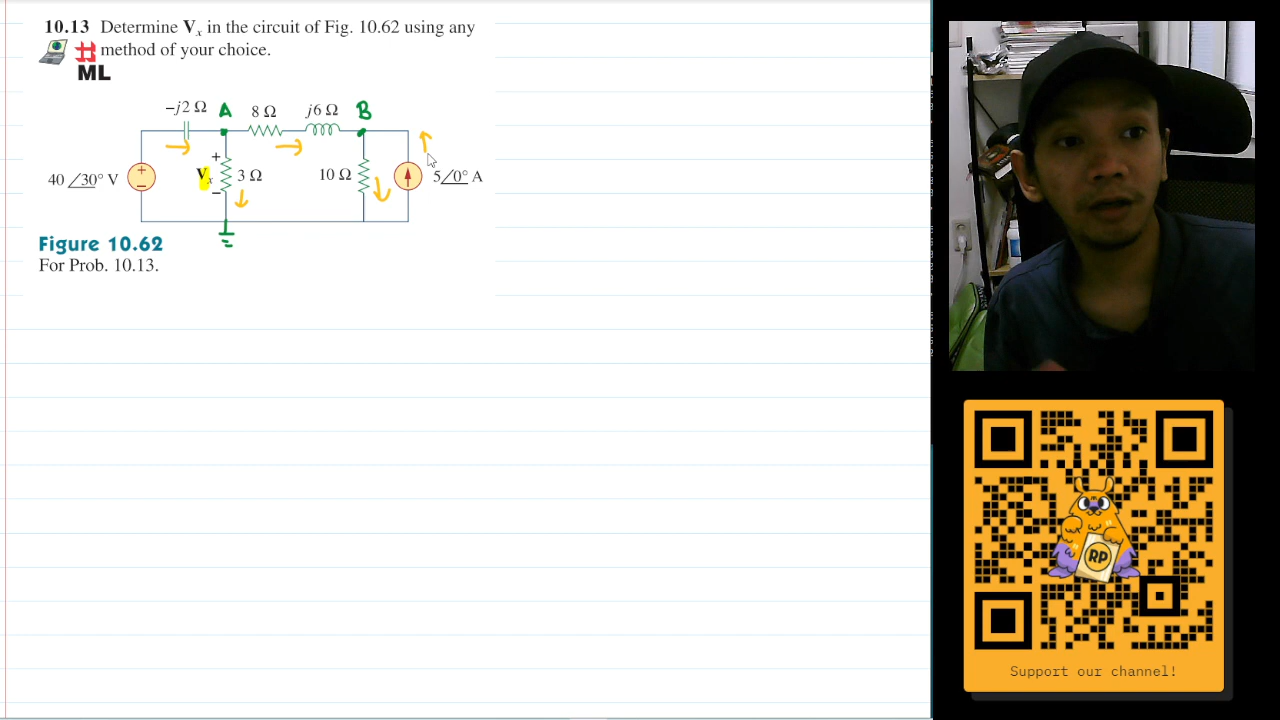 10.13 Determine Vx in the circuit of Fig. 10.62 using any
method of your choice.
ML
−j2 Ω A 8 Ω j6 Ω B
+
40 ∠30° V + − Vx 3 Ω 10 Ω 5∠0° A
−
Figure 10.62
For Prob. 10.13.
RP
Support our channel!